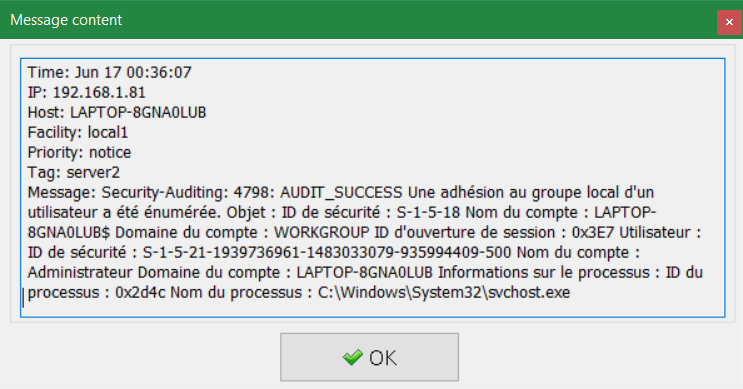 Message content
Time: Jun 17 00:36:07
IP: 192.168.1.81
Host: LAPTOP-8GNA0LUB
Facility: local1
Priority: notice
Tag: server2
Message: Security-Auditing: 4798: AUDIT_SUCCESS Une adhésion au groupe local d'un
utilisateur a été énumérée. Objet : ID de sécurité : S-1-5-18 Nom du compte : LAPTOP-
8GNA0LUB$ Domaine du compte : WORKGROUP ID d'ouverture de session : 0x3E7 Utilisateur :
ID de sécurité : S-1-5-21-1939736961-1483033079-935994409-500 Nom du compte :
Administrateur Domaine du compte : LAPTOP-8GNA0LUB Informations sur le processus : ID du
processus : 0x2d4c Nom du processus : C:\Windows\System32\svchost.exe
OK